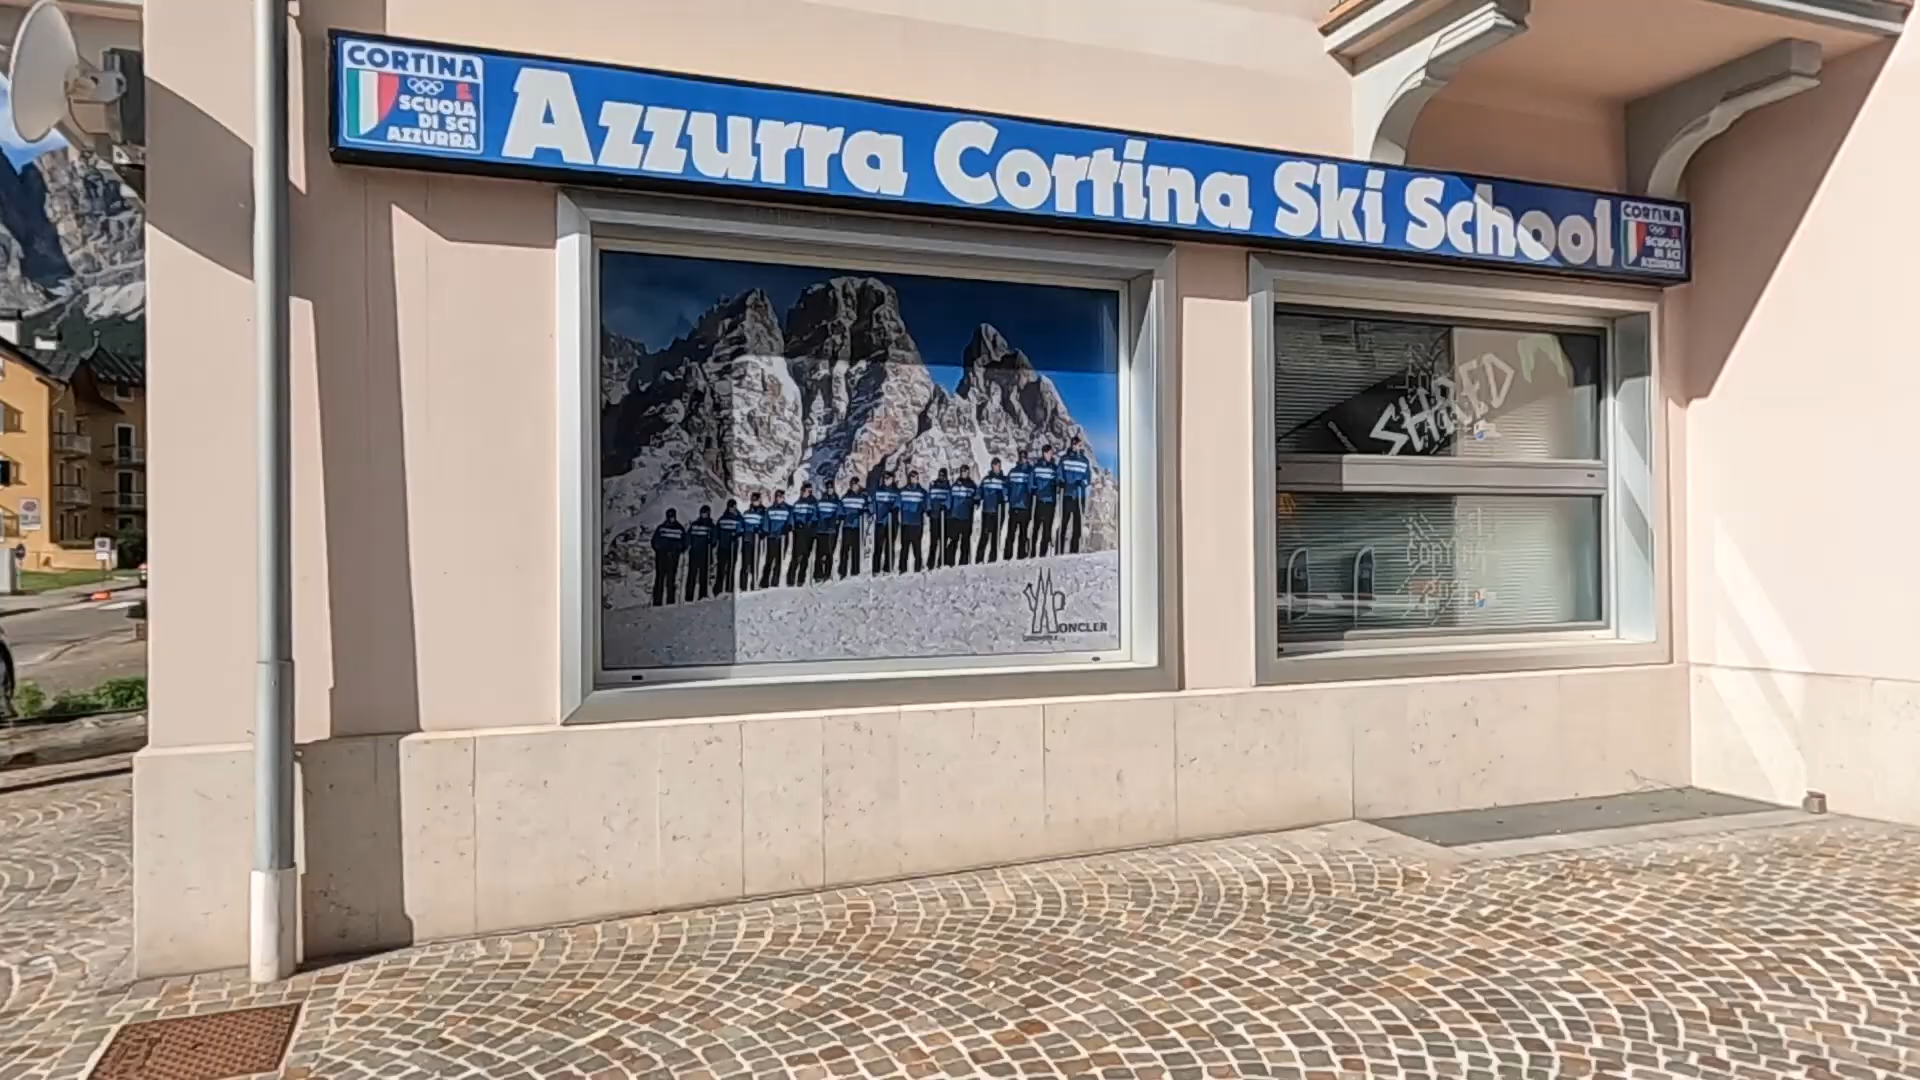 CORTINA
SCUOLA
DI SCI
AZZURRA
Azzurra Cortina Ski School
CORTINA
SCUOLA
DI SCI
AZZURRA
SHRED
MONCLER